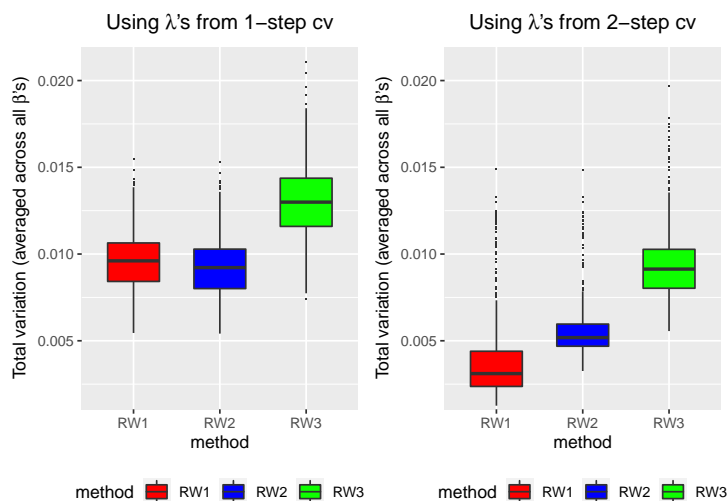 Using λ's from 1−step cv
Total variation (averaged across all β's)
0.020
0.015
0.010
0.005
RW1 RW2 RW3
method
method RW1 RW2 RW3
Using λ's from 2−step cv
Total variation (averaged across all β's)
0.020
0.015
0.010
0.005
RW1 RW2 RW3
method
method RW1 RW2 RW3